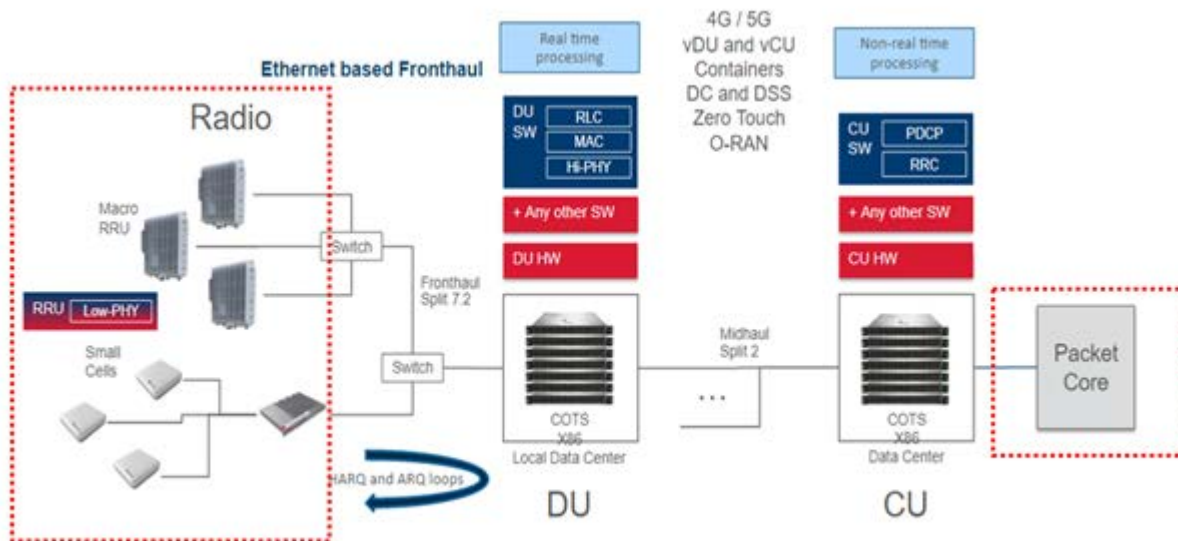 Ethernet based Fronthaul
Real time
processing
4G / 5G
vDU and vCU
Containers
DC and DSS
Zero Touch
O-RAN
Non-real time
processing
Radio
Macro
RRU
RRU
Low-PHY
Small
Cells
Switch
Switch
Fronthaul
Split 7.2
HARQ and ARQ loops
DU
SW
RLC
MAC
Hi-PHY
+ Any other SW
DU HW
COTS
X86
Local Data Center
DU
Midhaul
Split 2
...
CU
SW
PDCP
RRC
+ Any other SW
CU HW
COTS
X86
Data Center
CU
Packet
Core